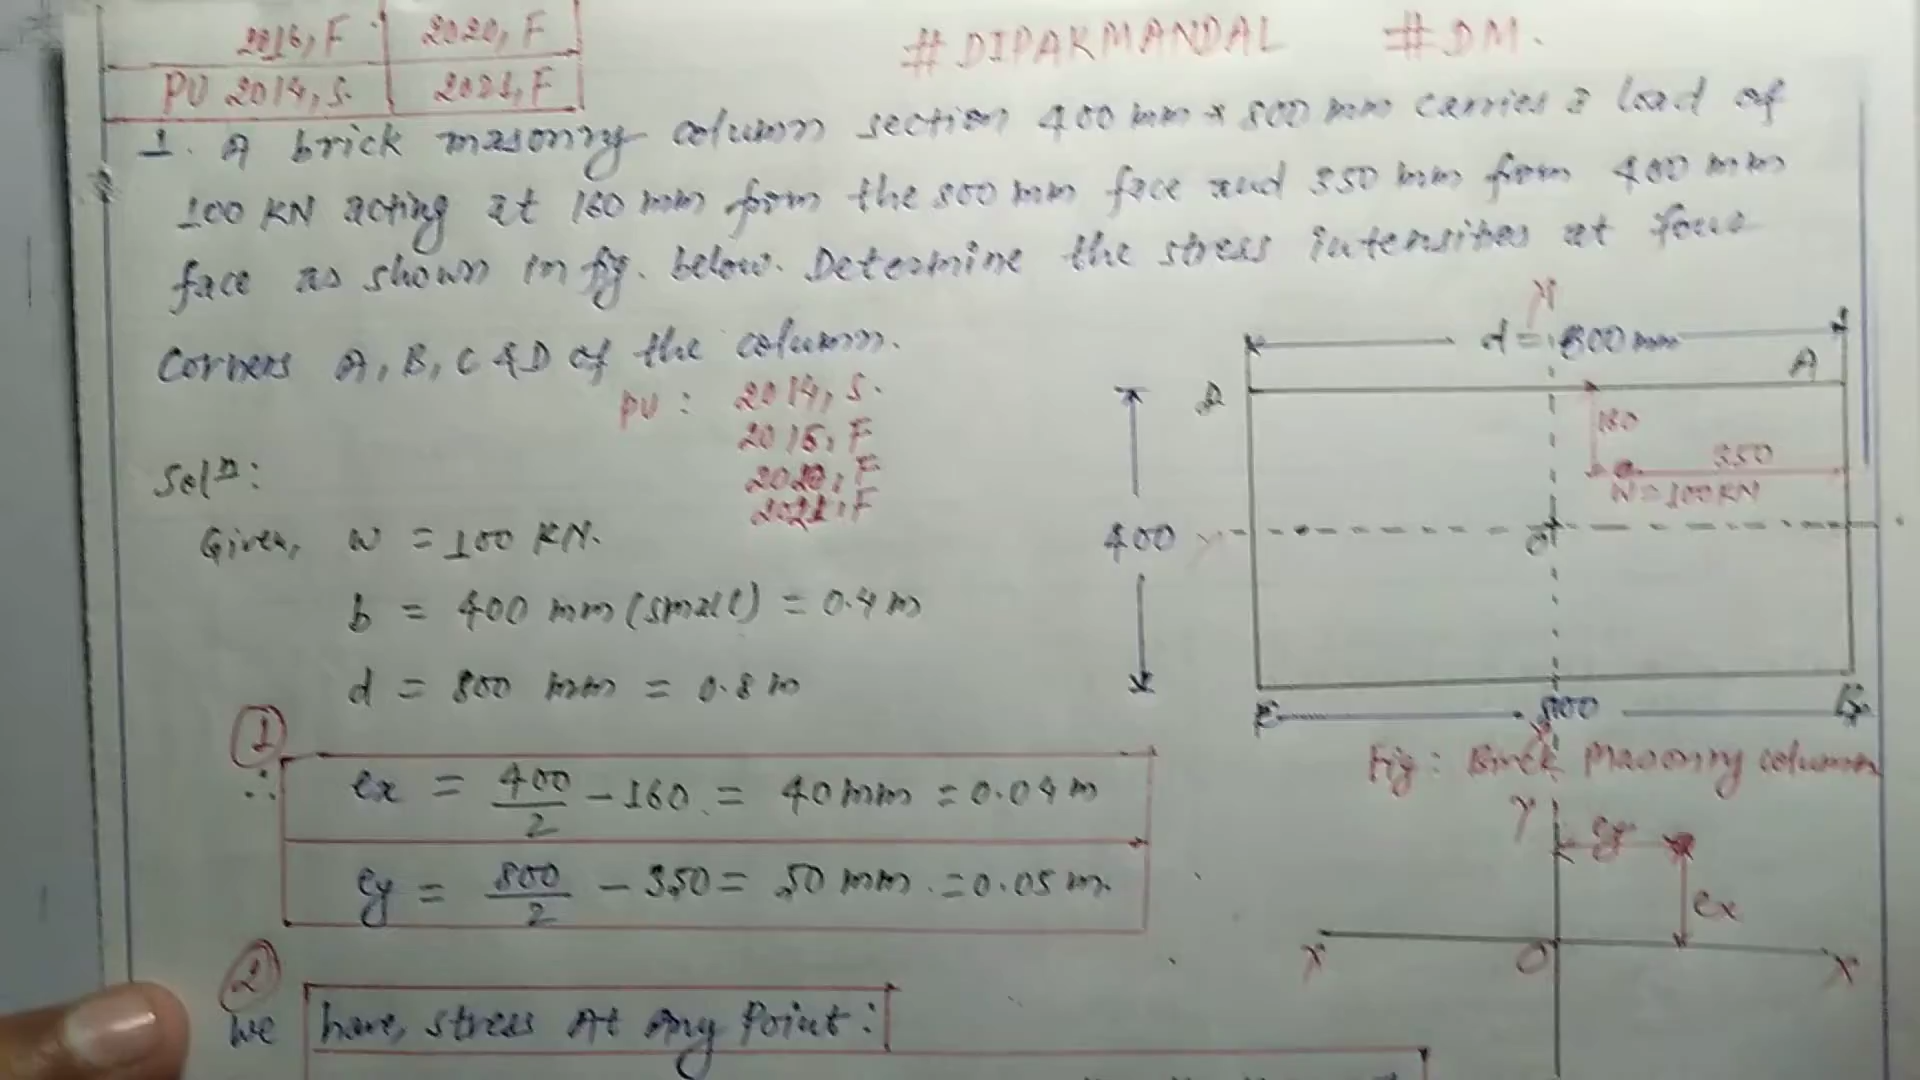 2016, F 2020, F
PU 2014, S. 2021, F
#DIPAKMANDAL #DM.
1. A brick masonry column section 400 mm x 800 mm carries a load of
100 KN acting at 160 mm from the 800 mm face and 350 mm from 400 mm
face as shown in fig. below. Determine the stress intensities at four
Corners A, B, C & D of the column.
PU : 2014, S.
2016, F
2020, F
2021, F
Y
d = 800 mm
D A
160
350
W = 100KN
400
O
C 800 B
Y
Fig : Brick Masonry column
Solⁿ:
Given, W = 100 KN.
b = 400 mm (small) = 0.4 m
d = 800 mm = 0.8 m
1
∴ ex = 400/2 - 160 = 40 mm = 0.04 m
ey = 800/2 - 350 = 50 mm. = 0.05 m.
Y ey
ex
X O X
2
We have, stress At Any Point :